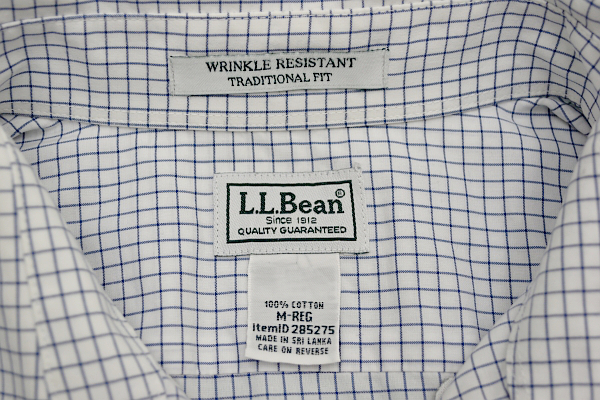 WRINKLE RESISTANT
TRADITIONAL FIT
L.L.Bean®
Since 1912
QUALITY GUARANTEED
100% COTTON
M-REG
itemID 285275
MADE IN SRI LANKA
CARE ON REVERSE